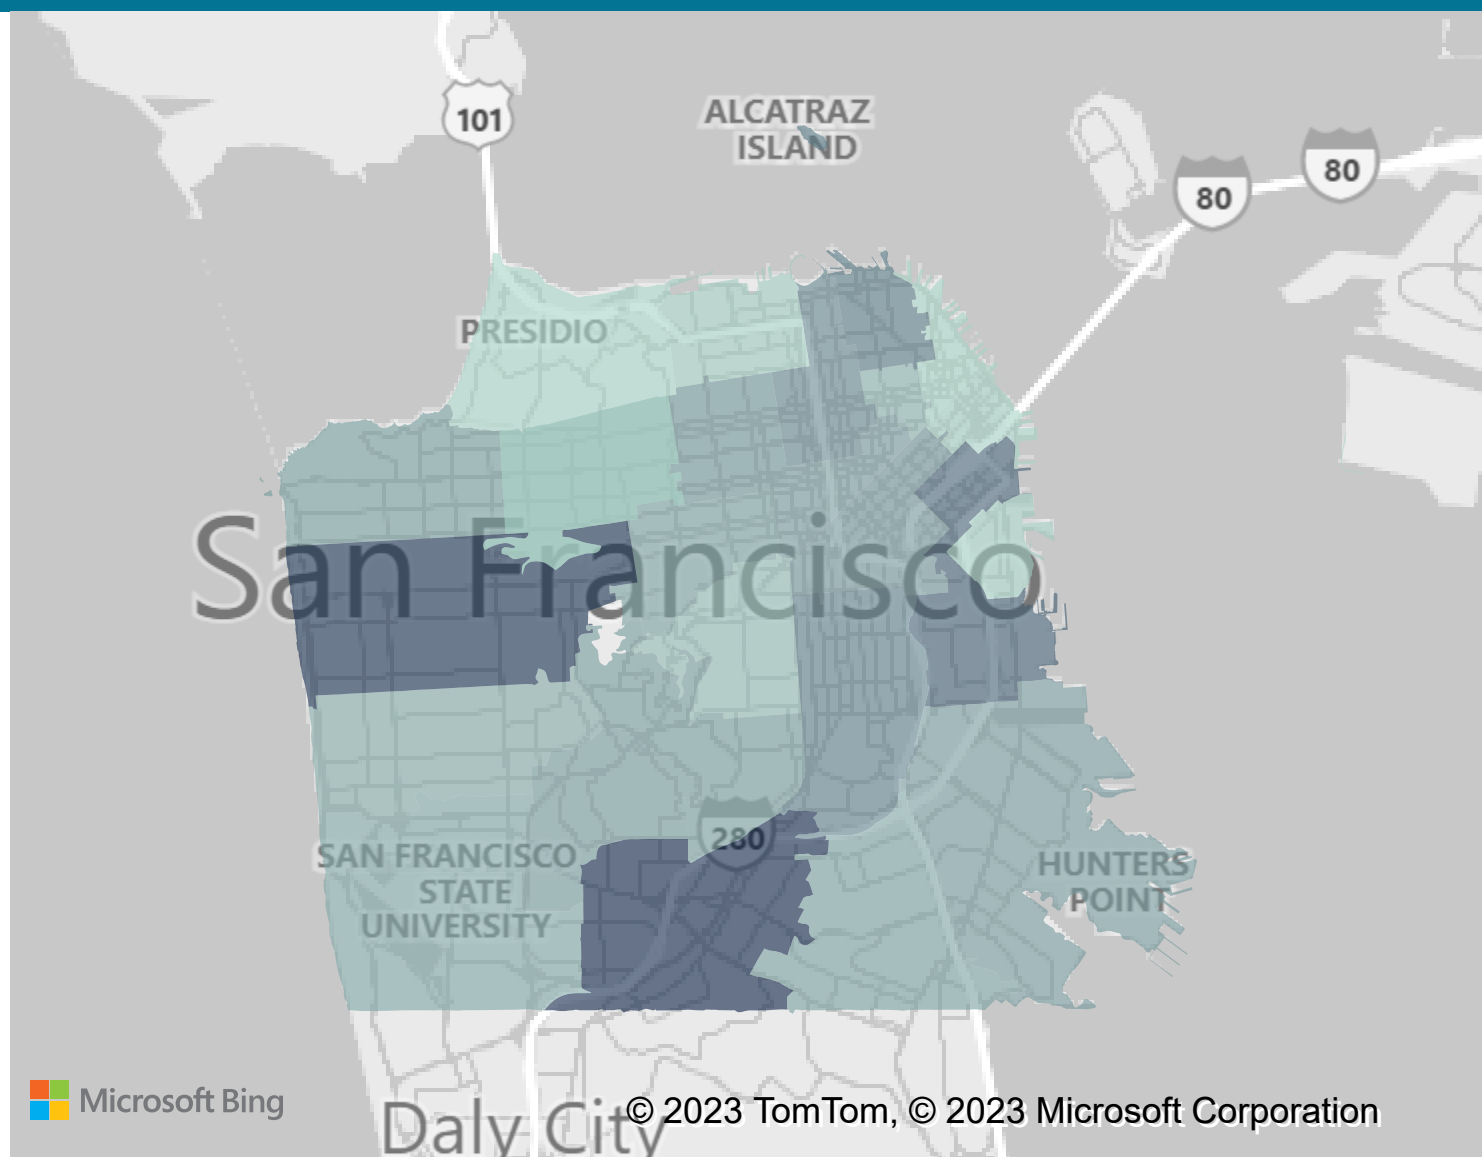 101
ALCATRAZ
ISLAND
80
80
PRESIDIO
San Francisco
280
SAN FRANCISCO
STATE
UNIVERSITY
HUNTERS
POINT
Microsoft Bing
Daly City
© 2023 TomTom, © 2023 Microsoft Corporation